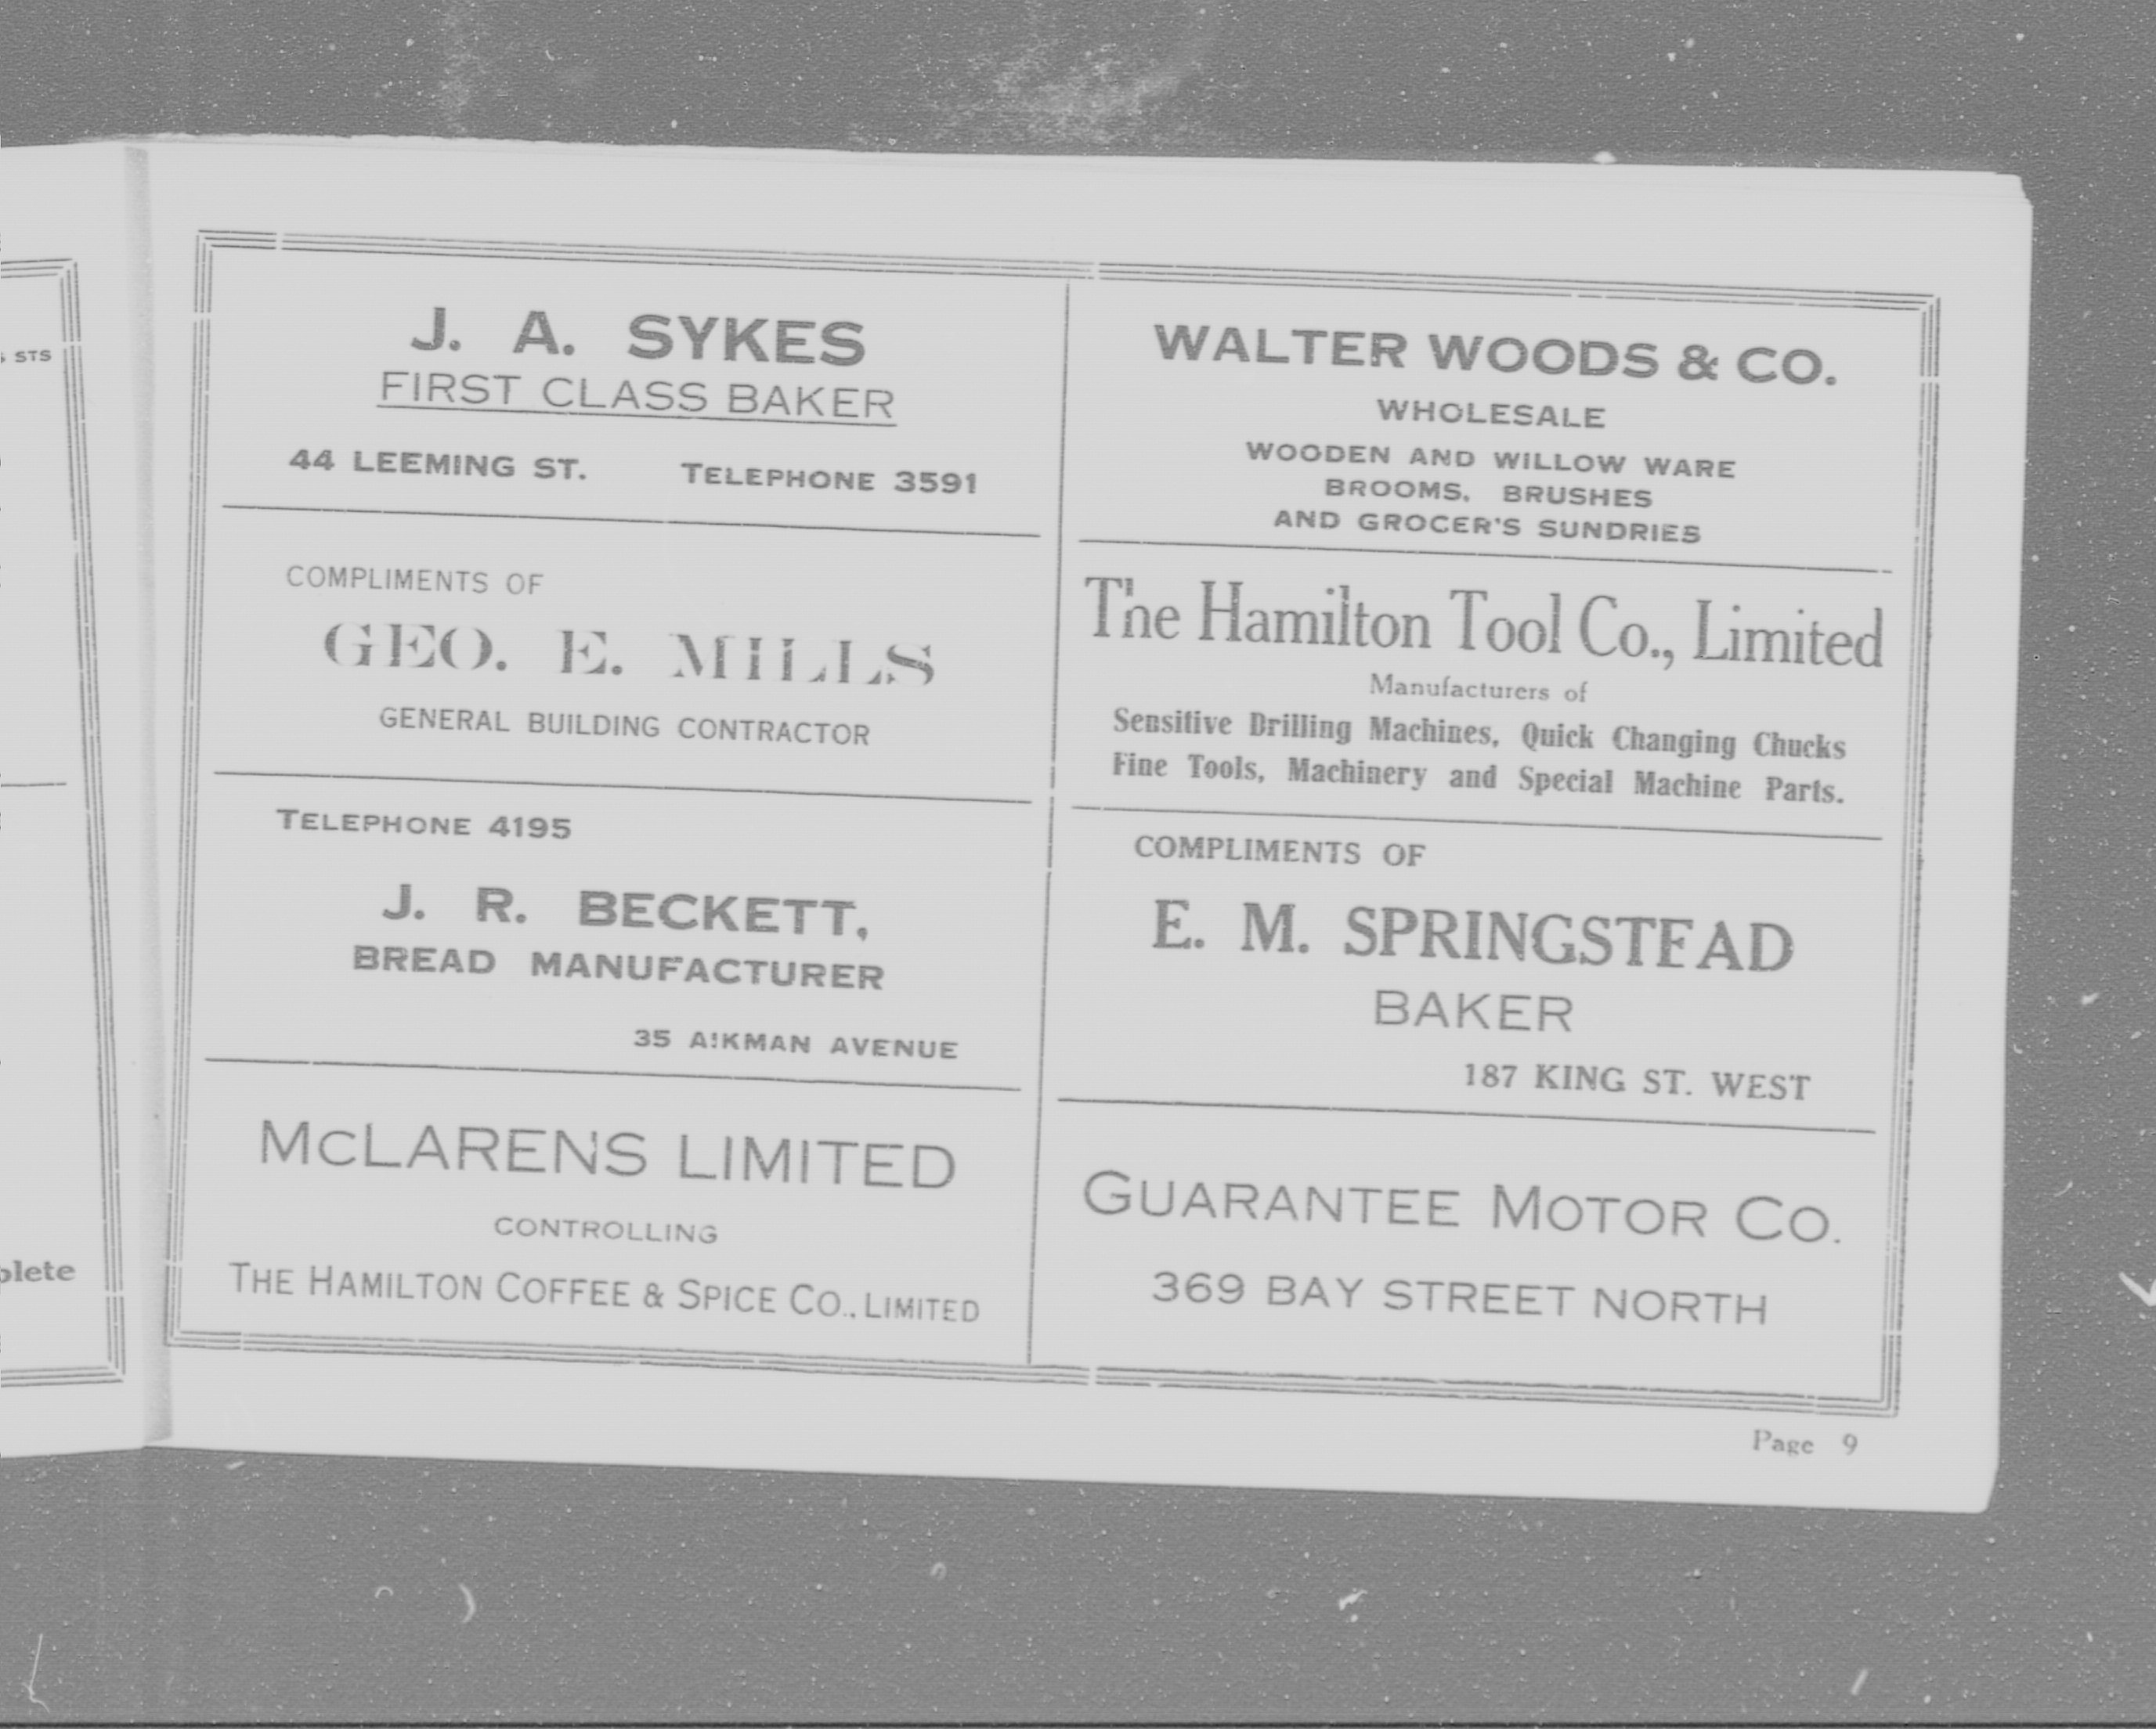 STS
plete
J. A. SYKES
FIRST CLASS BAKER
44 LEEMING ST. TELEPHONE 3591
COMPLIMENTS OF
GEO. E. MILLS
GENERAL BUILDING CONTRACTOR
TELEPHONE 4195
J. R. BECKETT,
BREAD MANUFACTURER
35 AIKMAN AVENUE
McLARENS LIMITED
CONTROLLING
THE HAMILTON COFFEE & SPICE CO., LIMITED
WALTER WOODS & CO.
WHOLESALE
WOODEN AND WILLOW WARE
BROOMS, BRUSHES
AND GROCER'S SUNDRIES
The Hamilton Tool Co., Limited
Manufacturers of
Sensitive Drilling Machines, Quick Changing Chucks
Fine Tools, Machinery and Special Machine Parts.
COMPLIMENTS OF
E. M. SPRINGSTEAD
BAKER
187 KING ST. WEST
GUARANTEE MOTOR CO.
369 BAY STREET NORTH
Page 9